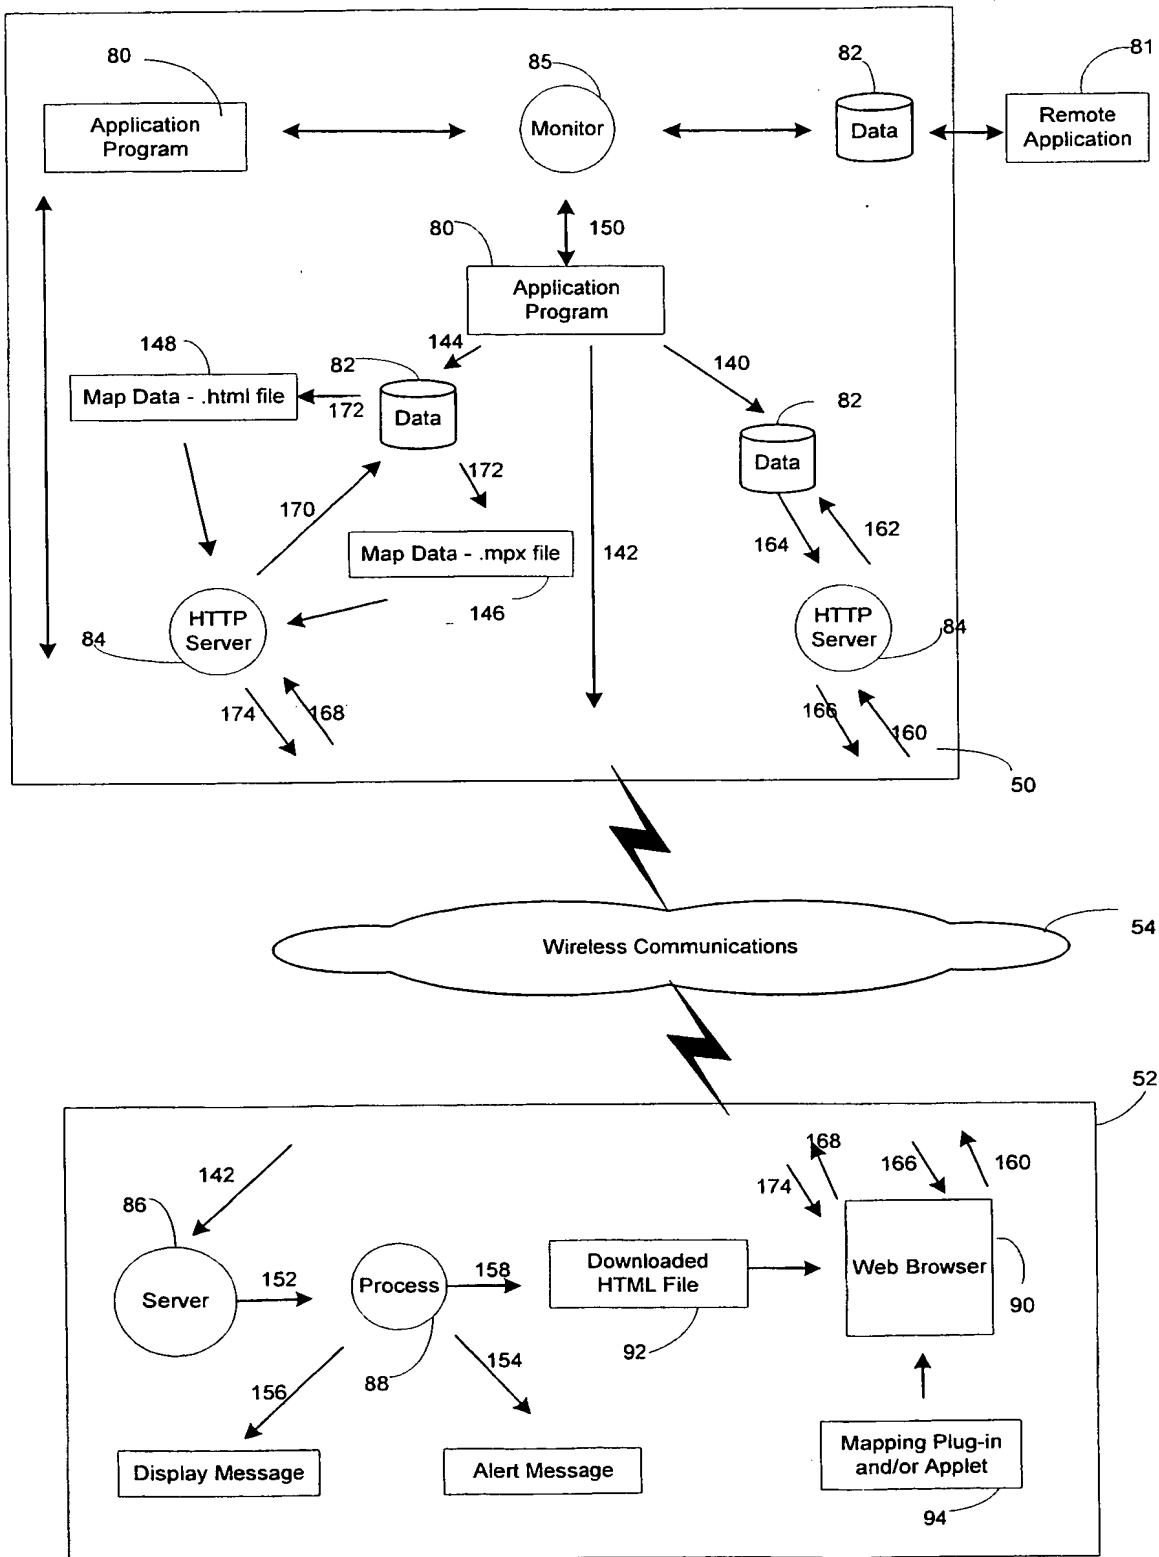 80
85
82
81
Application
Program
Monitor
Data
Remote
Application
80
150
Application
Program
148
144
82
140
82
Map Data - .html file
172
Data
Data
172
170
164
162
Map Data - .mpx file
142
146
HTTP
Server
84
HTTP
Server
84
174
168
166
160
50
54
Wireless Communications
52
142
168
166
160
174
86
Server
152
Process
158
Downloaded
HTML File
Web Browser
90
92
154
88
156
Display Message
Alert Message
Mapping Plug-in
and/or Applet
94